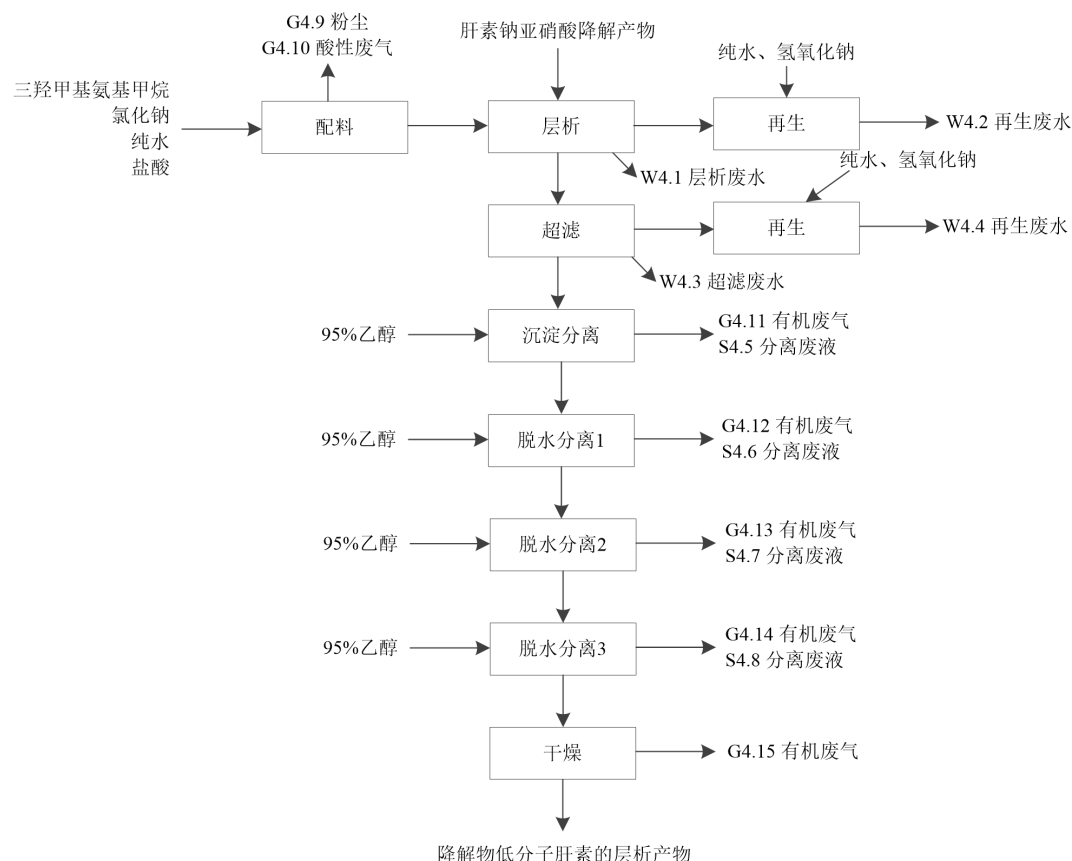 G4.9 粉尘
G4.10 酸性废气
肝素钠亚硝酸降解产物
纯水、氢氧化钠
三羟甲基氨基甲烷
氯化钠
纯水
盐酸
配料
层析
再生
W4.2 再生废水
纯水、氢氧化钠
W4.1 层析废水
超滤
再生
W4.4 再生废水
W4.3 超滤废水
95%乙醇
沉淀分离
G4.11 有机废气
S4.5 分离废液
95%乙醇
脱水分离1
G4.12 有机废气
S4.6 分离废液
95%乙醇
脱水分离2
G4.13 有机废气
S4.7 分离废液
95%乙醇
脱水分离3
G4.14 有机废气
S4.8 分离废液
干燥
G4.15 有机废气
降解物低分子肝素的层析产物